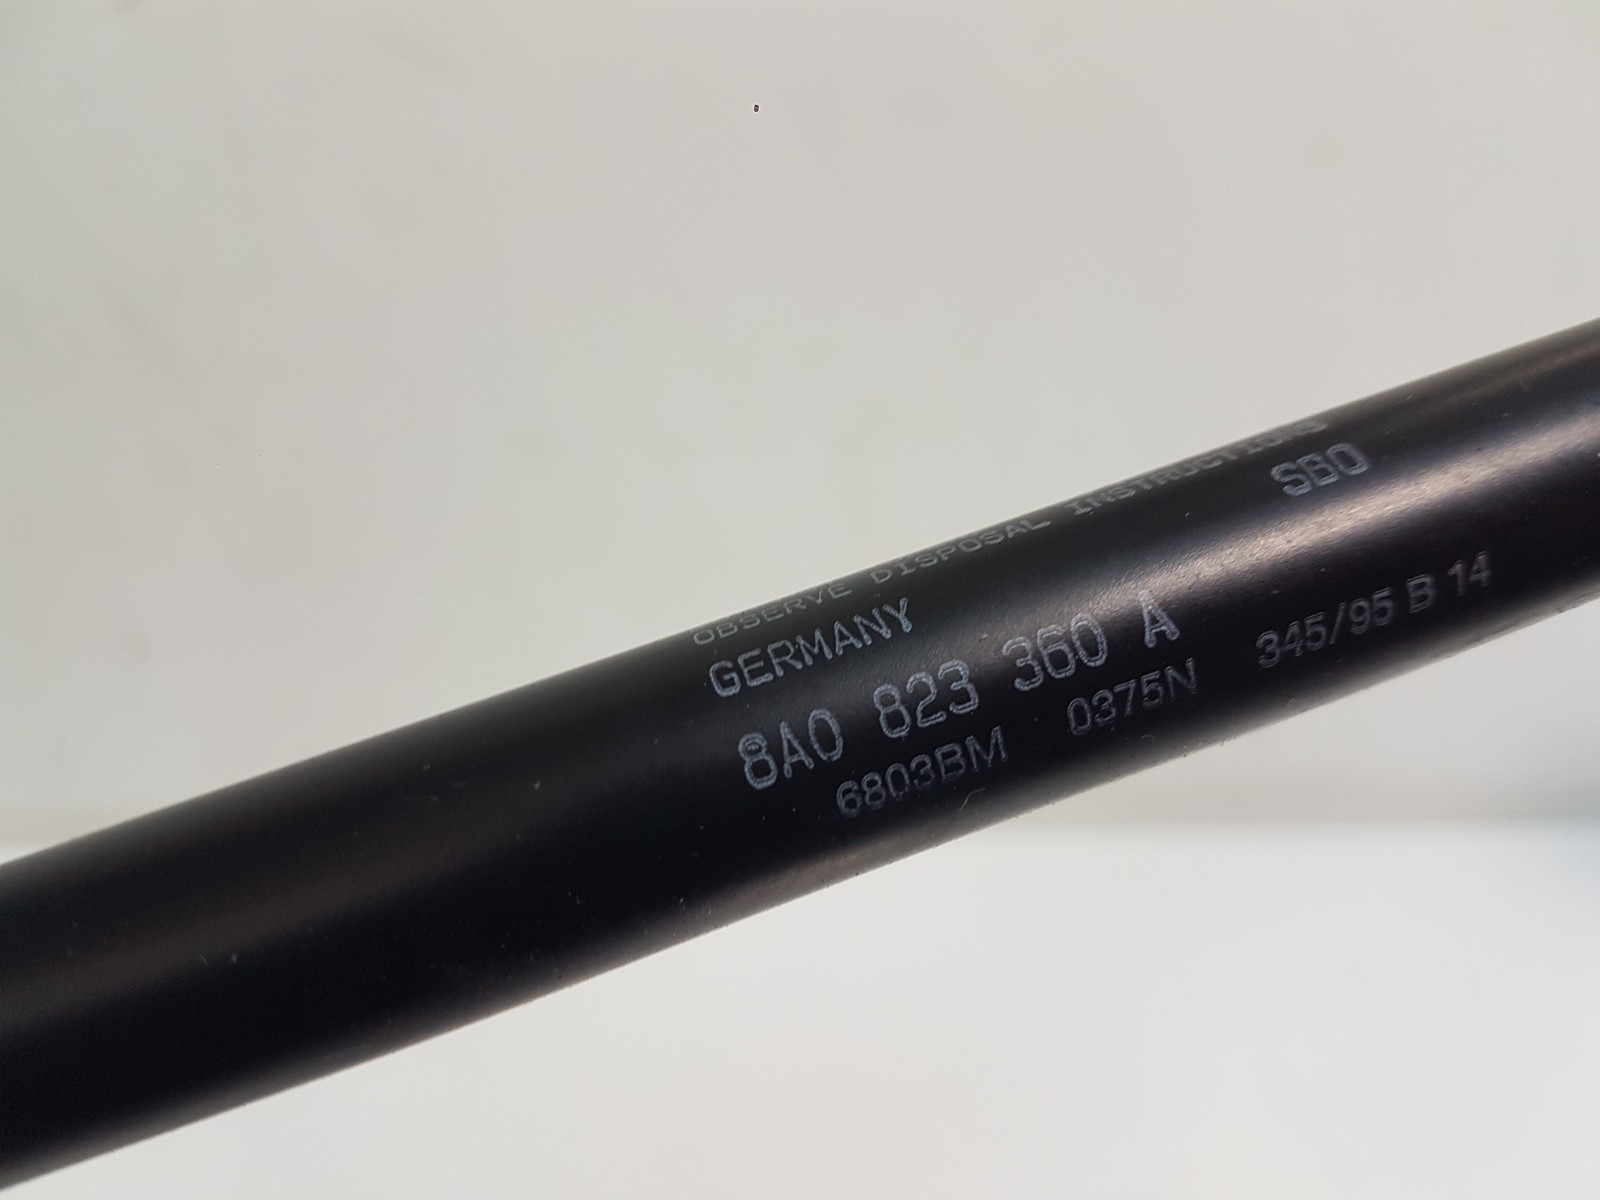 OBSERVE DISPOSAL INSTRUCTIONS
GERMANY SBO
8A0 823 360 A
6803BM 0375N 345/95 B 14